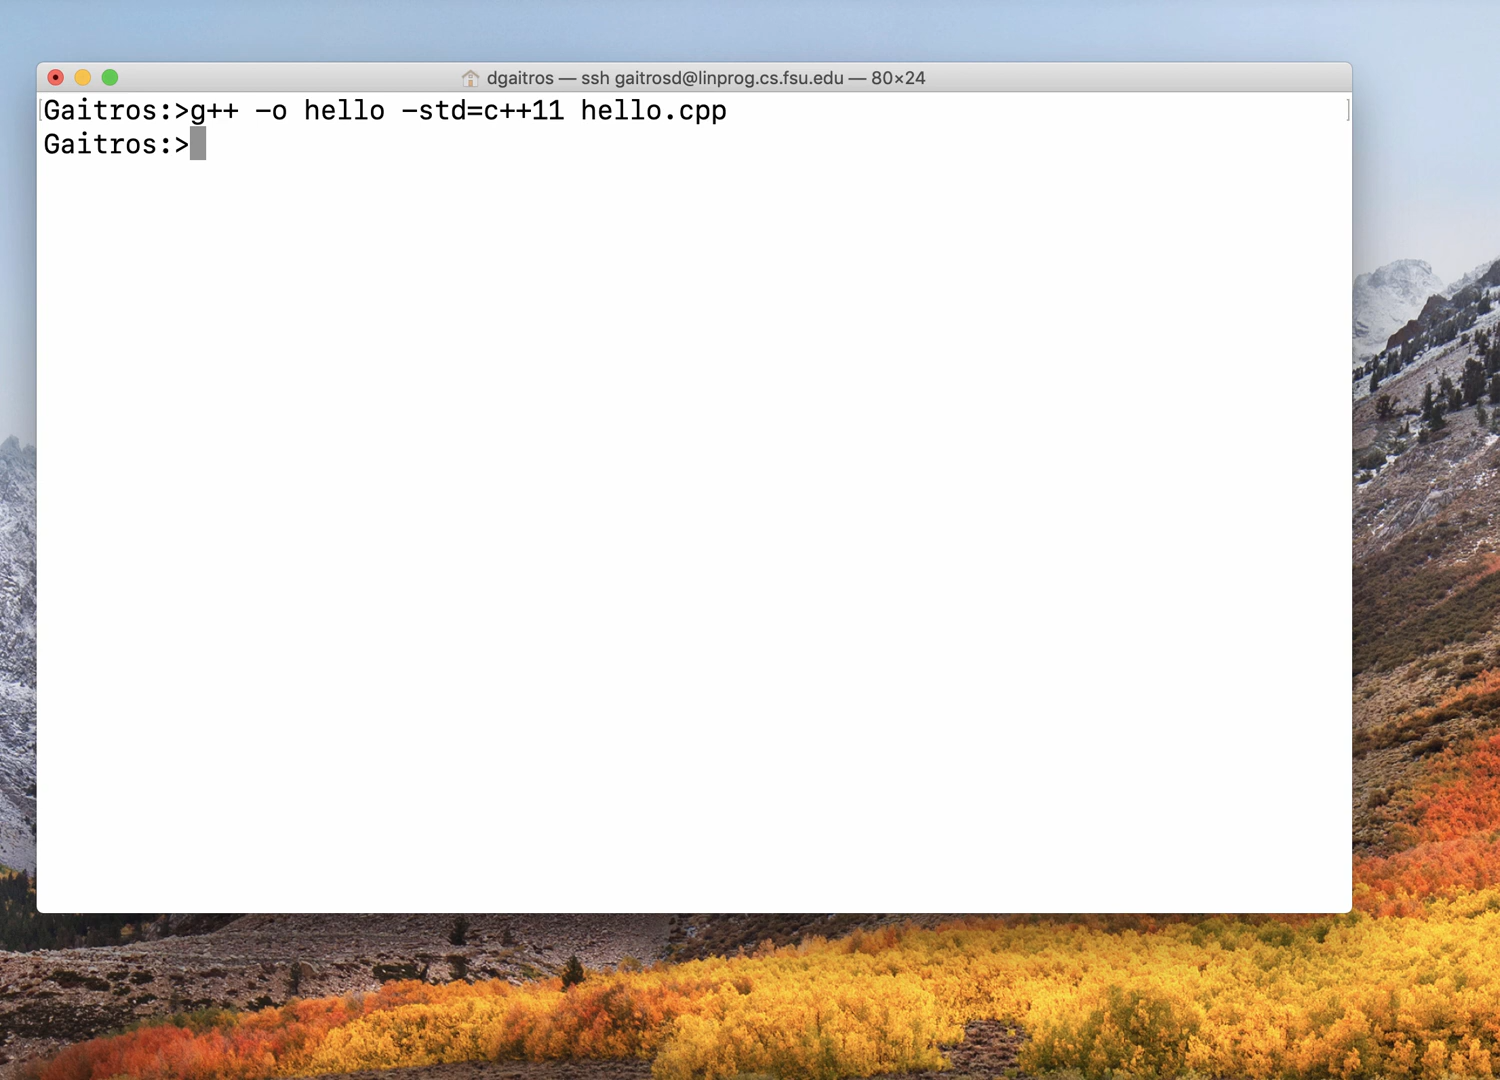 dgaitros — ssh gaitrosd@linprog.cs.fsu.edu — 80×24
[Gaitros:>g++ -o hello -std=c++11 hello.cpp ]
Gaitros:>